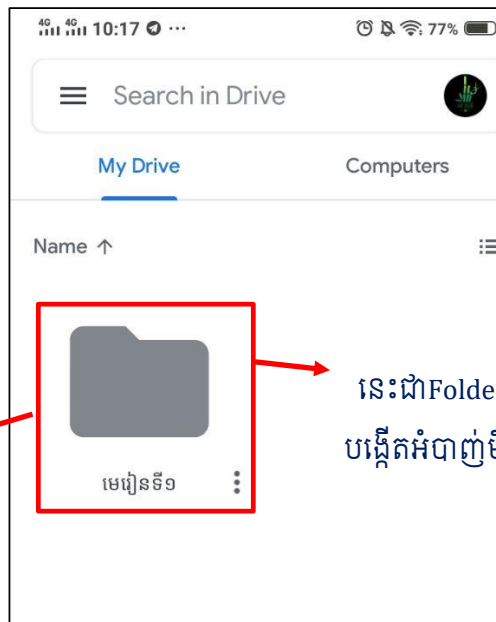 4G 4G 10:17 ... 77%
Search in Drive
My Drive Computers
Name ↑
នេះជាFolde
បង្កើតអំបាញ់មិ
មេរៀនទី១